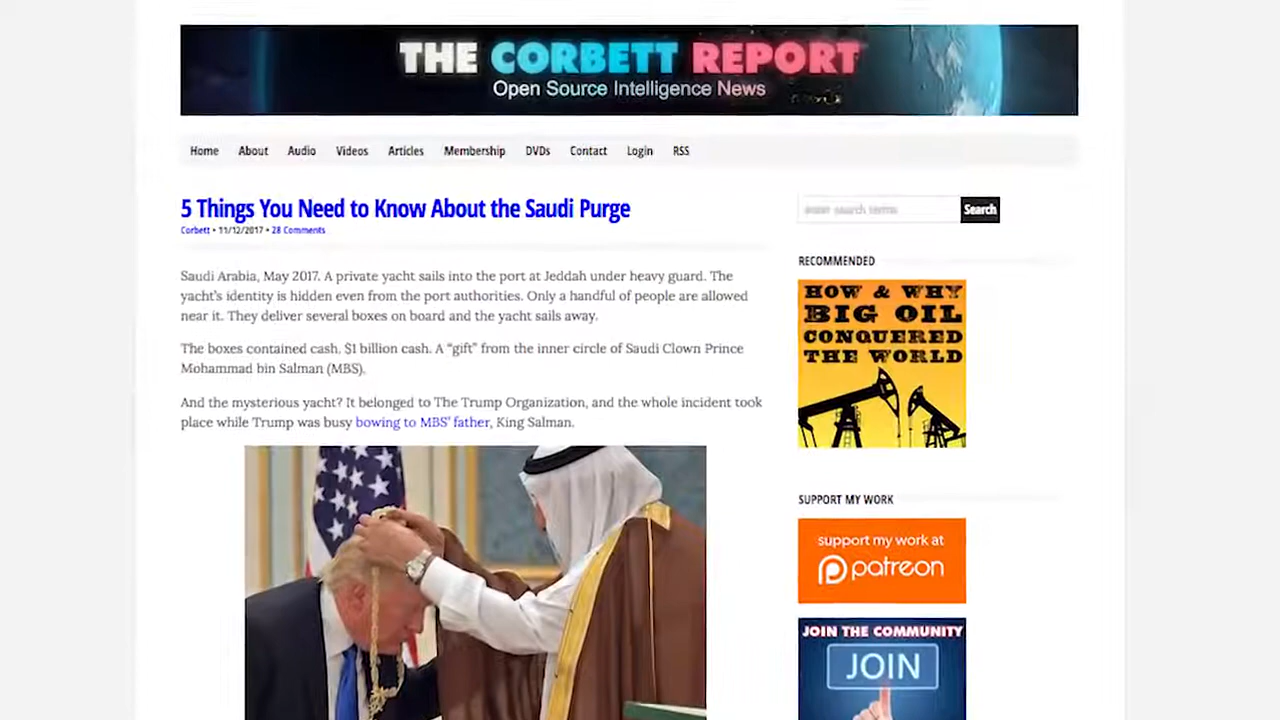 THE CORBETT REPORT
Open Source Intelligence News
Home About Audio Videos Articles Membership DVDs Contact Login RSS
5 Things You Need to Know About the Saudi Purge
Corbett • 11/12/2017 • 28 Comments
Saudi Arabia, May 2017. A private yacht sails into the port at Jeddah under heavy guard. The
yacht's identity is hidden even from the port authorities. Only a handful of people are allowed
near it. They deliver several boxes on board and the yacht sails away.
The boxes contained cash. $1 billion cash. A “gift” from the inner circle of Saudi Clown Prince
Mohammad bin Salman (MBS).
And the mysterious yacht? It belonged to The Trump Organization, and the whole incident took
place while Trump was busy bowing to MBS’ father, King Salman.
enter search terms Search
RECOMMENDED
HOW & WHY
BIG OIL
CONQUERED
THE WORLD
SUPPORT MY WORK
support my work at
patreon
JOIN THE COMMUNITY
JOIN